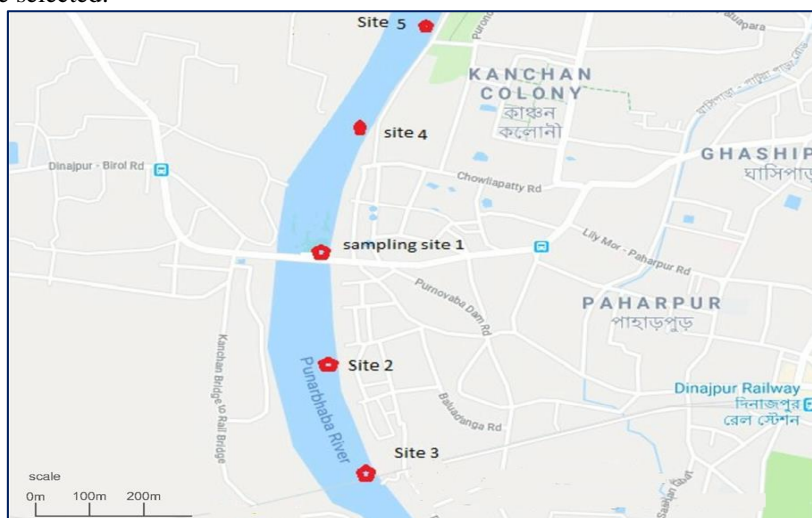 e selected.
Site 5
KANCHAN
COLONY
কাঞ্চন
কলোনী
site 4
Dinajpur - Birol Rd
GHASHIP
ঘাসিপাড়
Chowliapatty Rd
sampling site 1
Lily Mor - Paharpur Rd
Purnovaba Dam Rd
PAHARPUR
পাহাড়পুড়
Kanchan Bridge to Rail Bridge
Punarbhaba River
Site 2
Dinajpur Railway
দিনাজপুর
রেল স্টেশন
Baluadanga Rd
Site 3
scale
0m 100m 200m